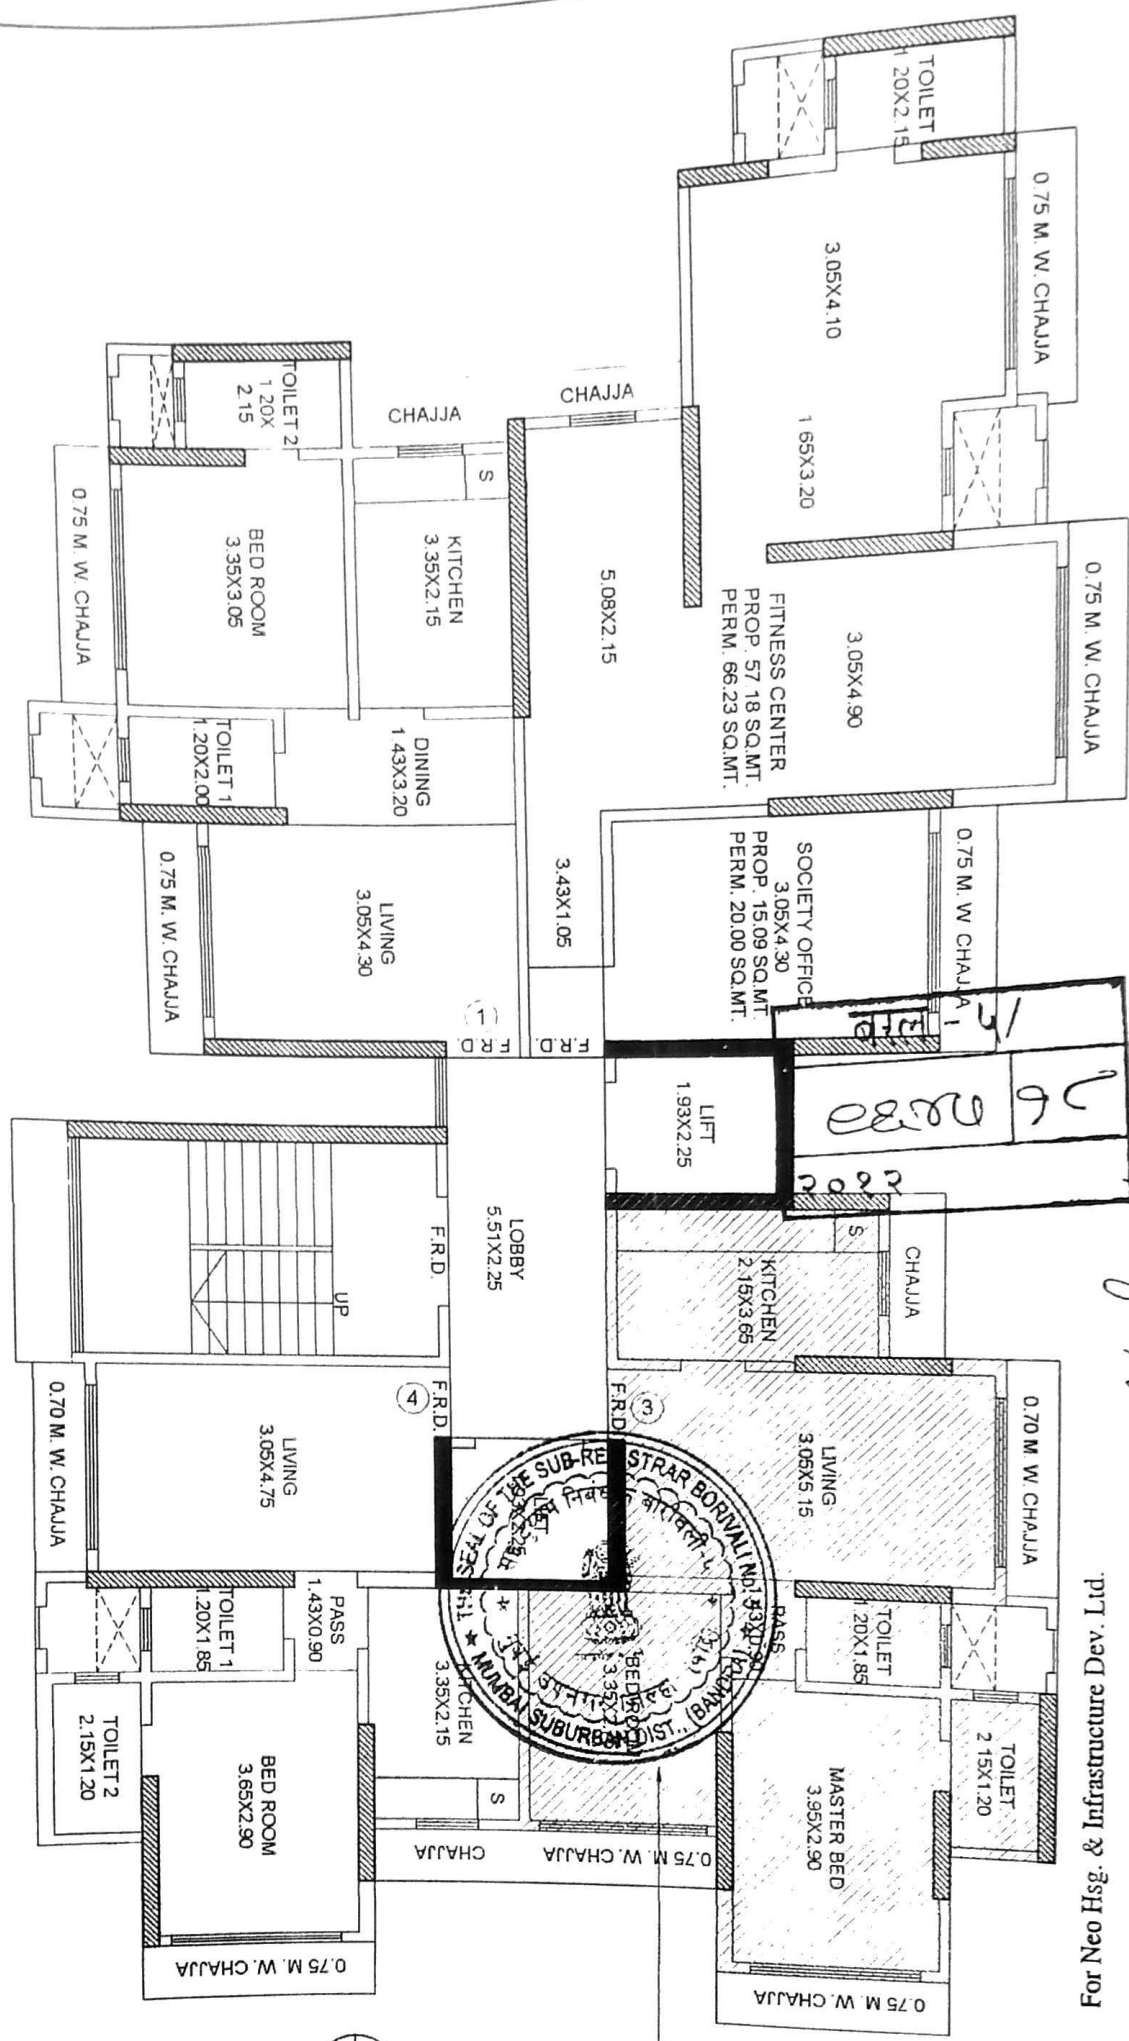 TOILET
1 20X2.15
0.75 M. W. CHAJJA
3.05X4.10
1 65X3.20
0.75 M. W. CHAJJA
3.05X4.90
FITNESS CENTER
PROP. 57.18 SQ.MT.
PERM. 66.23 SQ.MT.
CHAJJA
5.08X2.15
3.43X1.05
0.75 M. W CHAJJA
SOCIETY OFFICE
3.05X4.30
PROP. 15.09 SQ.MT.
PERM. 20.00 SQ.MT.
TOILET 2
1 20X
2.15
CHAJJA
S
KITCHEN
3.35X2.15
BED ROOM
3.35X3.05
0.75 M. W. CHAJJA
TOILET 1
1.20X2.00
DINING
1.43X3.20
LIVING
3.05X4.30
0.75 M. W. CHAJJA
1
F.R.D.
F.R.D.
LIFT
1.93X2.25
LOBBY
5.51X2.25
F.R.D.
UP
२०२२
S
CHAJJA
KITCHEN
2.15X3.65
F.R.D.
3
LIVING
3.05X5.15
0.70 M. W. CHAJJA
4
F.R.D.
LIVING
3.05X4.75
0.70 M. W. CHAJJA
THE SEAL OF THE SUB-REGISTRAR BORIVALI No.
MUMBAI SUBURBAN DIST. (BANDRA)
PASS
TOILET
1.20X1.85
TOILET
2 15X1.20
MASTER BED
3.95X2.90
0.75 M. W. CHAJJA
0.75 M. W. CHAJJA
PASS
1.43X0.90
TOILET 1
1.20X1.85
TOILET 2
2.15X1.20
BED ROOM
3.65X2.90
0.75 M. W. CHAJJA
KITCHEN
3.35X2.15
S
CHAJJA
For Neo Hsg. & Infrastructure Dev. Ltd.